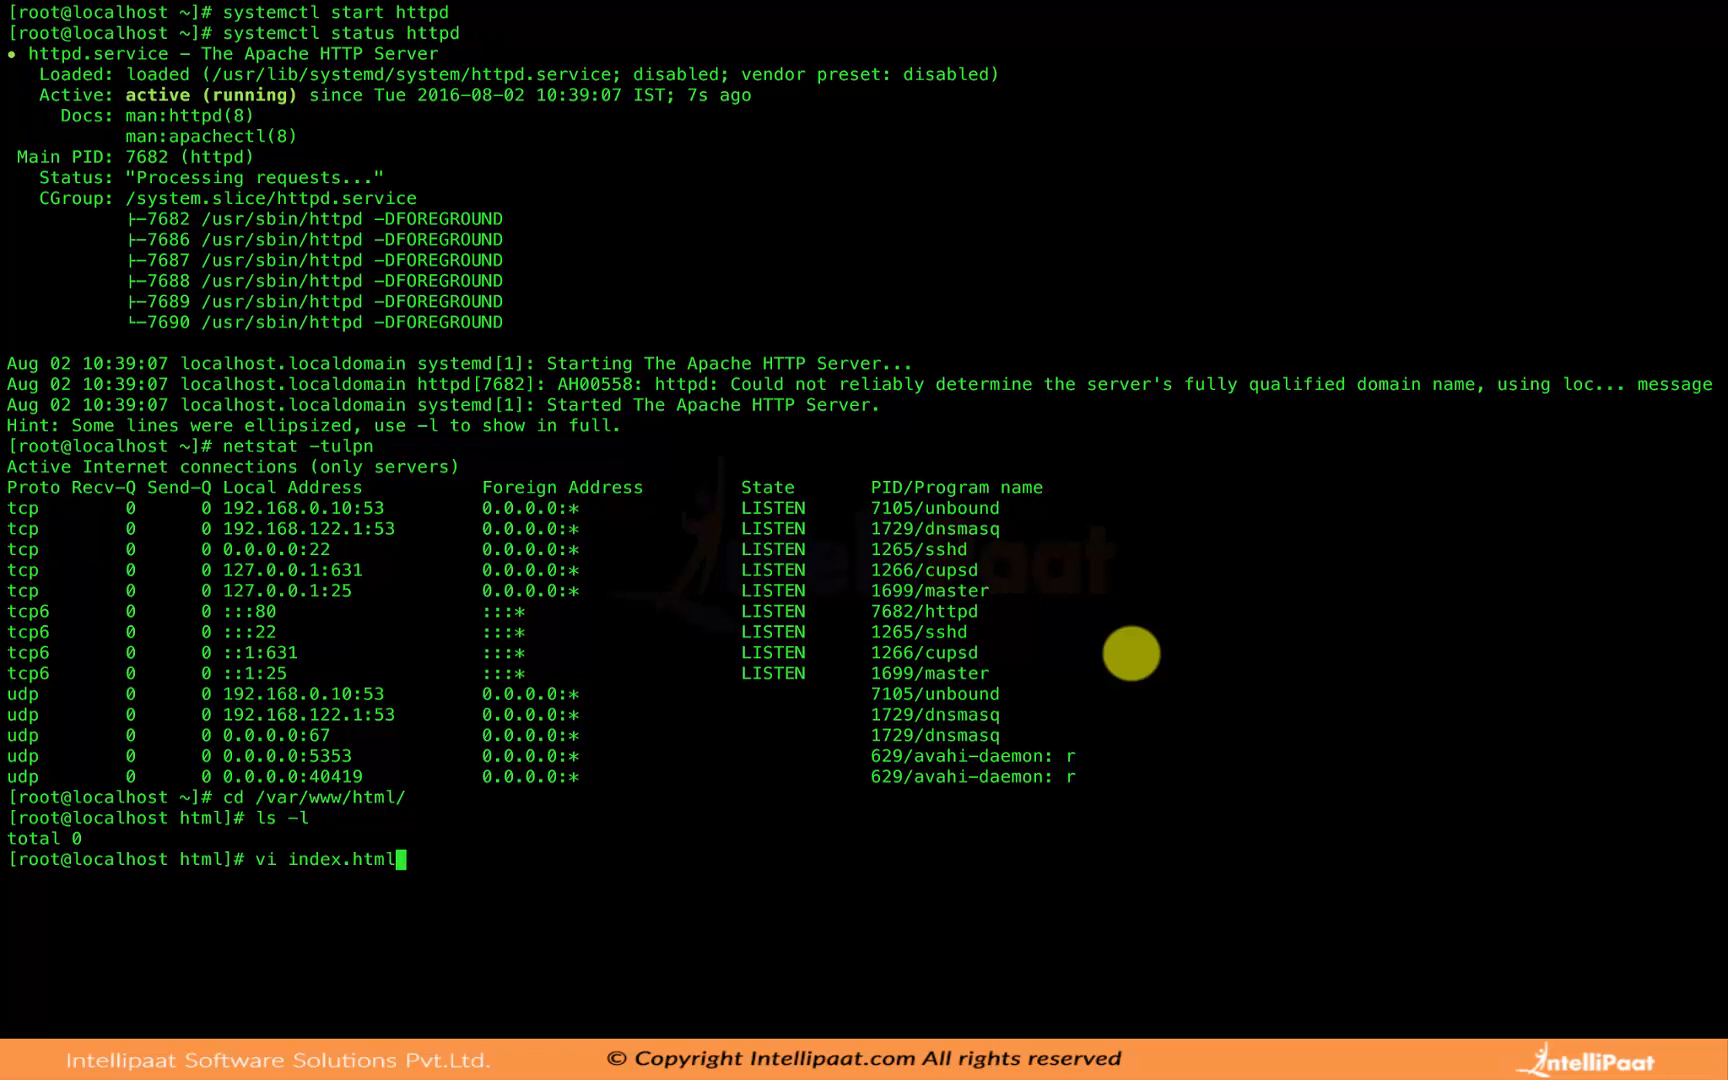 [root@localhost ~]# systemctl start httpd
[root@localhost ~]# systemctl status httpd
● httpd.service – The Apache HTTP Server
   Loaded: loaded (/usr/lib/systemd/system/httpd.service; disabled; vendor preset: disabled)
   Active: active (running) since Tue 2016-08-02 10:39:07 IST; 7s ago
     Docs: man:httpd(8)
           man:apachectl(8)
 Main PID: 7682 (httpd)
   Status: "Processing requests..."
   CGroup: /system.slice/httpd.service
           ├─7682 /usr/sbin/httpd -DFOREGROUND
           ├─7686 /usr/sbin/httpd -DFOREGROUND
           ├─7687 /usr/sbin/httpd -DFOREGROUND
           ├─7688 /usr/sbin/httpd -DFOREGROUND
           ├─7689 /usr/sbin/httpd -DFOREGROUND
           └─7690 /usr/sbin/httpd -DFOREGROUND
Aug 02 10:39:07 localhost.localdomain systemd[1]: Starting The Apache HTTP Server...
Aug 02 10:39:07 localhost.localdomain httpd[7682]: AH00558: httpd: Could not reliably determine the server's fully qualified domain name, using loc... message
Aug 02 10:39:07 localhost.localdomain systemd[1]: Started The Apache HTTP Server.
Hint: Some lines were ellipsized, use -l to show in full.
[root@localhost ~]# netstat -tulpn
Active Internet connections (only servers)
Proto Recv-Q Send-Q Local Address           Foreign Address         State       PID/Program name
tcp        0      0 192.168.0.10:53         0.0.0.0:*               LISTEN      7105/unbound
tcp        0      0 192.168.122.1:53        0.0.0.0:*               LISTEN      1729/dnsmasq
tcp        0      0 0.0.0.0:22              0.0.0.0:*               LISTEN      1265/sshd
tcp        0      0 127.0.0.1:631           0.0.0.0:*               LISTEN      1266/cupsd
tcp        0      0 127.0.0.1:25            0.0.0.0:*               LISTEN      1699/master
tcp6       0      0 :::80                   :::*                    LISTEN      7682/httpd
tcp6       0      0 :::22                   :::*                    LISTEN      1265/sshd
tcp6       0      0 ::1:631                 :::*                    LISTEN      1266/cupsd
tcp6       0      0 ::1:25                  :::*                    LISTEN      1699/master
udp        0      0 192.168.0.10:53         0.0.0.0:*                           7105/unbound
udp        0      0 192.168.122.1:53        0.0.0.0:*                           1729/dnsmasq
udp        0      0 0.0.0.0:67              0.0.0.0:*                           1729/dnsmasq
udp        0      0 0.0.0.0:5353            0.0.0.0:*                           629/avahi-daemon: r
udp        0      0 0.0.0.0:40419           0.0.0.0:*                           629/avahi-daemon: r
[root@localhost ~]# cd /var/www/html/
[root@localhost html]# ls -l
total 0
[root@localhost html]# vi index.html
Intellipaat Software Solutions Pvt.Ltd.
© Copyright Intellipaat.com All rights reserved
IntelliPaat